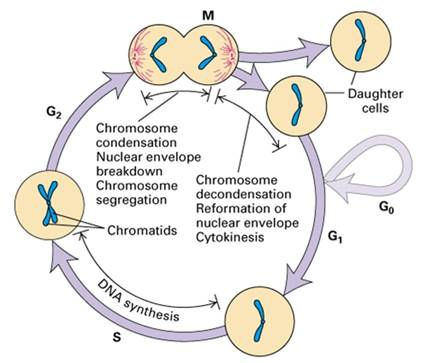 M
G2
Chromosome
condensation
Nuclear envelope
breakdown
Chromosome
segregation
Chromosome
decondensation
Reformation of
nuclear envelope
Cytokinesis
Daughter
cells
G0
G1
Chromatids
DNA synthesis
S